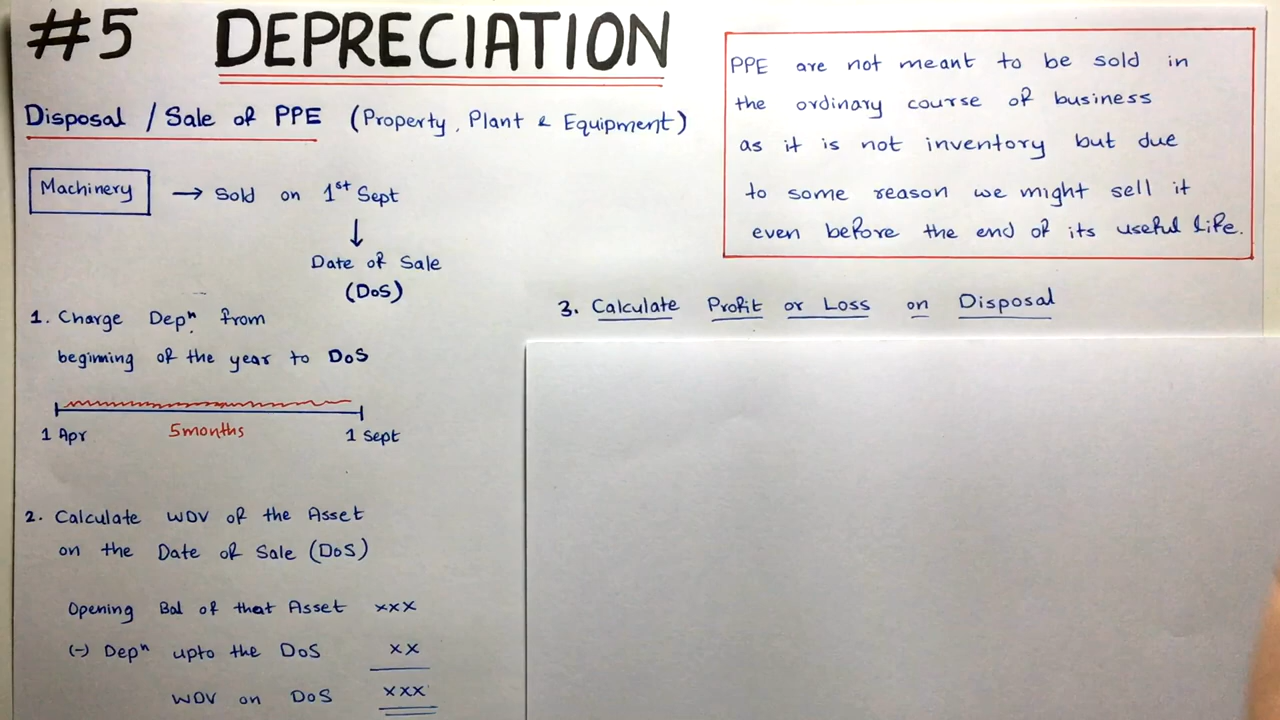 #5 DEPRECIATION
Disposal / Sale of PPE (Property, Plant & Equipment)
Machinery → Sold on 1st Sept
↓
Date of Sale
(DoS)
1. Charge Depn from
beginning of the year to DoS
1 Apr 5months 1 Sept
2. Calculate WDV of the Asset
on the Date of Sale (DoS)
Opening Bal of that Asset xxx
(-) Depn upto the DoS xx
WDV on DoS xxx
PPE are not meant to be sold in
the ordinary course of business
as it is not inventory but due
to some reason we might sell it
even before the end of its useful life.
3. Calculate Profit or Loss on Disposal